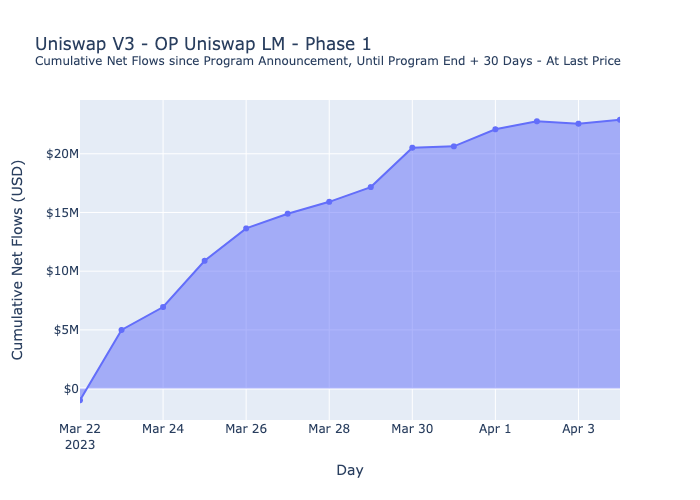 Uniswap V3 - OP Uniswap LM - Phase 1
Cumulative Net Flows since Program Announcement, Until Program End + 30 Days - At Last Price
Cumulative Net Flows (USD)
$20M
$15M
$10M
$5M
$0
Mar 22 Mar 24 Mar 26 Mar 28 Mar 30 Apr 1 Apr 3
2023
Day